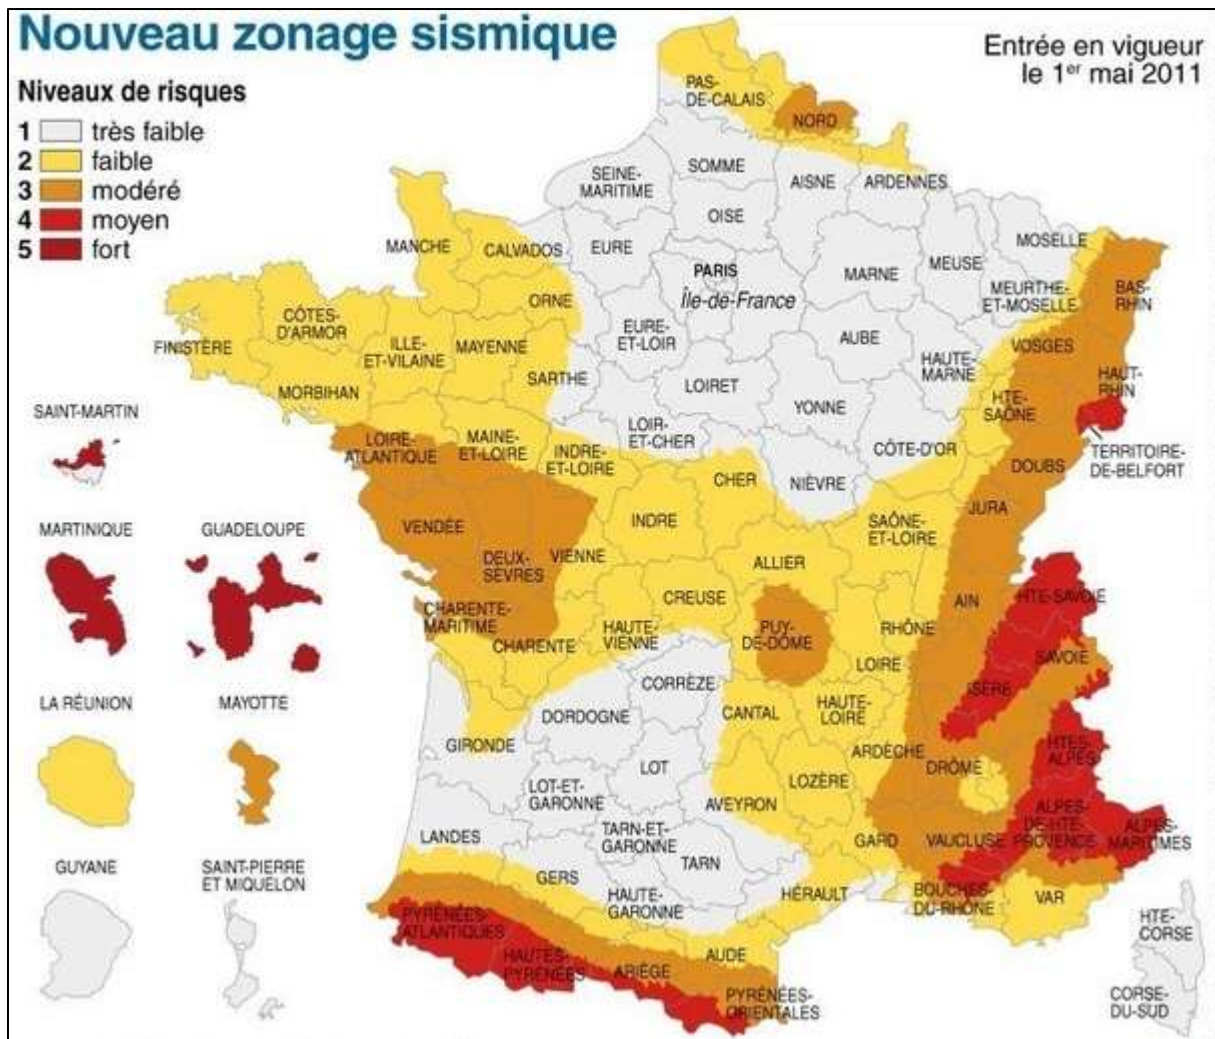 Nouveau zonage sismique
Entrée en vigueur
le 1er mai 2011
Niveaux de risques
1 très faible
2 faible
3 modéré
4 moyen
5 fort
PAS-
DE-CALAIS
NORD
SOMME
SEINE-
MARITIME
AISNE
ARDENNES
OISE
MANCHE
CALVADOS
EURE
MOSELLE
MEUSE
MARNE
PARIS
Île-de-France
MEURTHE-
ET-MOSELLE
BAS-
RHIN
ORNE
CÔTES-
D'ARMOR
FINISTÈRE
ILLE-
ET-VILAINE
MAYENNE
EURE-
ET-LOIR
AUBE
VOSGES
HAUTE-
MARNE
HAUT-
RHIN
SARTHE
MORBIHAN
LOIRET
YONNE
HTE-
SAÔNE
SAINT-MARTIN
LOIRE-
ATLANTIQUE
MAINE-
ET-LOIRE
INDRE-
ET-LOIRE
LOIR-
ET-CHER
CÔTE-D'OR
TERRITOIRE-
DE-BELFORT
DOUBS
CHER
NIÈVRE
JURA
MARTINIQUE
GUADELOUPE
VENDÉE
INDRE
SAÔNE-
ET-LOIRE
DEUX-
SÈVRES
VIENNE
ALLIER
CREUSE
AIN
HTE-SAVOIE
CHARENTE-
MARITIME
CHARENTE
HAUTE-
VIENNE
PUY-
DE-DÔME
RHÔNE
LOIRE
SAVOIE
ISÈRE
LA RÉUNION
MAYOTTE
CORRÈZE
DORDOGNE
CANTAL
HAUTE-
LOIRE
GIRONDE
ARDÈCHE
DRÔME
HTES-
ALPES
LOT
LOT-ET-
GARONNE
LOZÈRE
AVEYRON
LANDES
TARN-ET-
GARONNE
TARN
GARD
VAUCLUSE
ALPES-
DE-HTE-
PROVENCE
ALPES-
MARITIMES
GUYANE
SAINT-PIERRE
ET MIQUELON
GERS
HAUTE-
GARONNE
HÉRAULT
BOUCHES-
DU-RHÔNE
VAR
PYRÉNÉES-
ATLANTIQUES
HAUTES-
PYRÉNÉES
ARIÈGE
AUDE
PYRÉNÉES-
ORIENTALES
HTE-
CORSE
CORSE-
DU-SUD